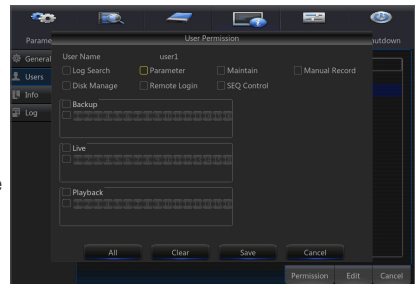 Parame
User Permission
utdown
General
Users
Info
Log
User Name user1
Log Search Parameter Maintain Manual Record
Disk Manage Remote Login SEQ Control
Backup
Live
Playback
All Clear Save Cancel
Permission Edit Cancel
e